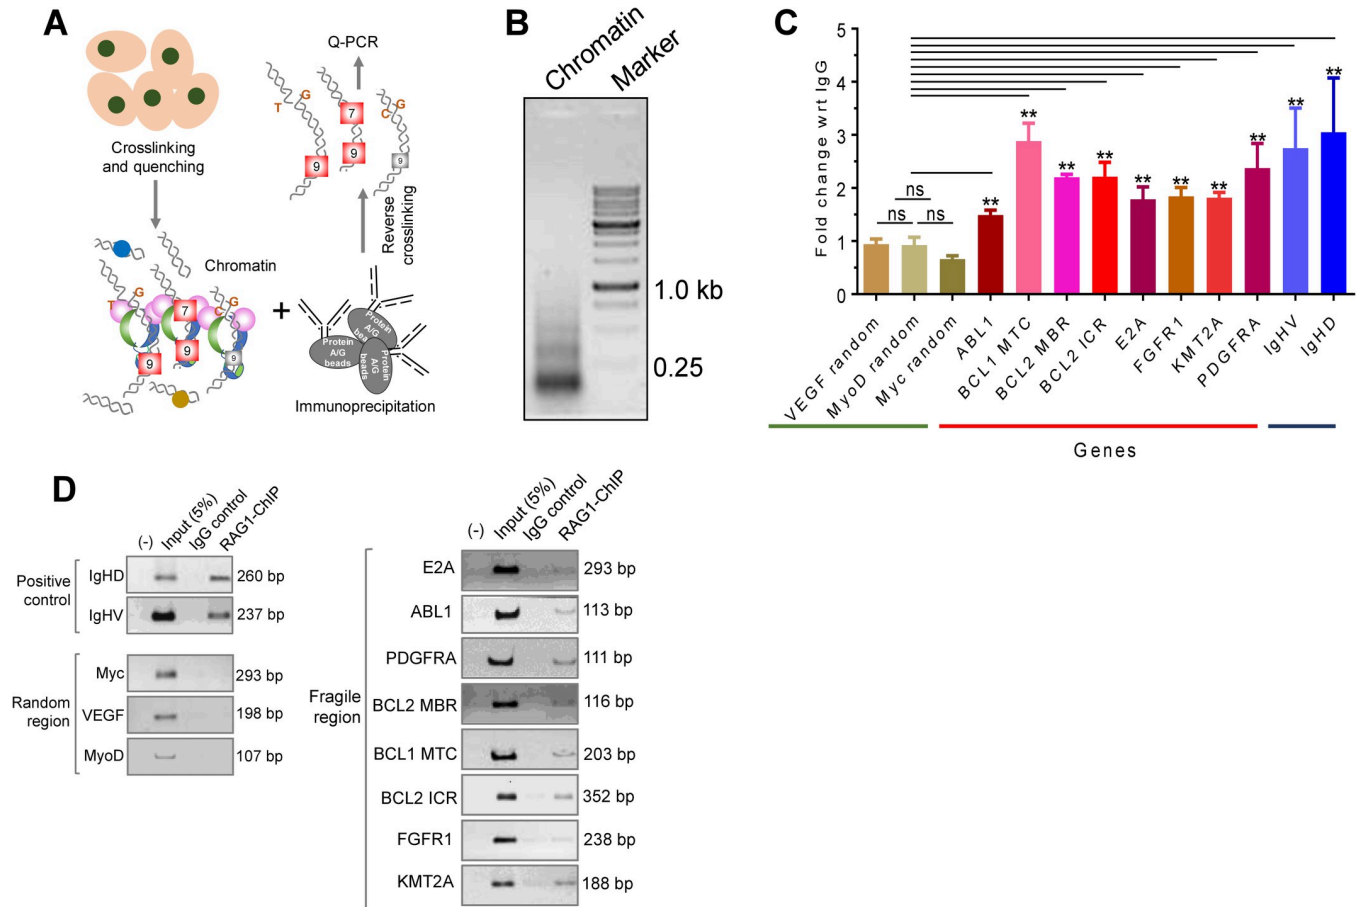 A
Q-PCR
T
G
7
9
9
G
C
9
Crosslinking
and quenching
Reverse
crosslinking
Chromatin
T
G
7
9
9
G
C
9
+
Protein
A/G
beads
Protein
A/G
beads
Protein
A/G
beads
Immunoprecipitation
B
Chromatin
Marker
1.0 kb
0.25
C
Fold change wrt IgG
5
4
3
2
1
0
ns
ns
ns
**
**
**
**
**
**
**
**
**
**
VEGF random
MyoD random
Myc random
ABL1
BCL1 MTC
BCL2 MBR
BCL2 ICR
E2A
FGFR1
KMT2A
PDGFRA
IgHV
IgHD
Genes
D
(-)
Input (5%)
IgG control
RAG1-ChIP
Positive
control
IgHD
260 bp
IgHV
237 bp
Random
region
Myc
293 bp
VEGF
198 bp
MyoD
107 bp
(-)
Input (5%)
IgG control
RAG1-ChIP
Fragile
region
E2A
293 bp
ABL1
113 bp
PDGFRA
111 bp
BCL2 MBR
116 bp
BCL1 MTC
203 bp
BCL2 ICR
352 bp
FGFR1
238 bp
KMT2A
188 bp